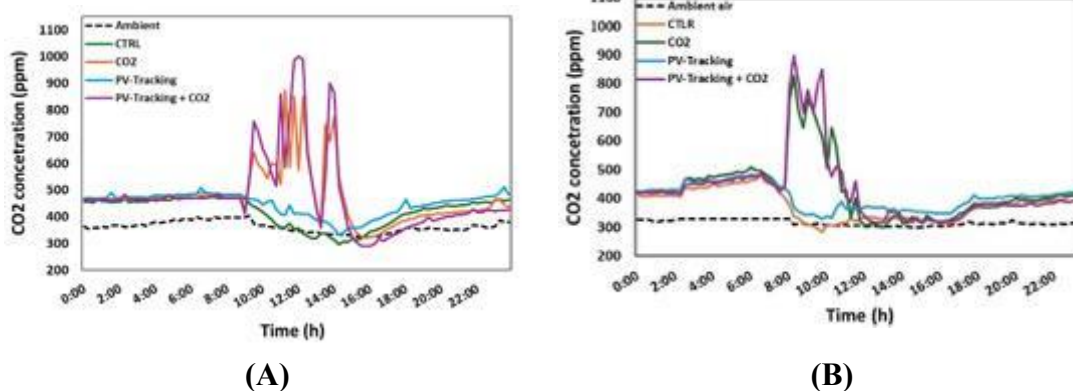 1100
1000
900
800
700
600
500
400
300
200
CO2 concetration (ppm)
Ambient
CTRL
CO2
PV-Tracking
PV-Tracking + CO2
0:00 2:00 4:00 6:00 8:00 10:00 12:00 14:00 16:00 18:00 20:00 22:00
Time (h)
(A)
1000
900
800
700
600
500
400
300
200
CO2 concetration (ppm)
Ambient air
CTLR
CO2
PV-Tracking
PV-Tracking + CO2
0:00 2:00 4:00 6:00 8:00 10:00 12:00 14:00 16:00 18:00 20:00 22:00
Time (h)
(B)